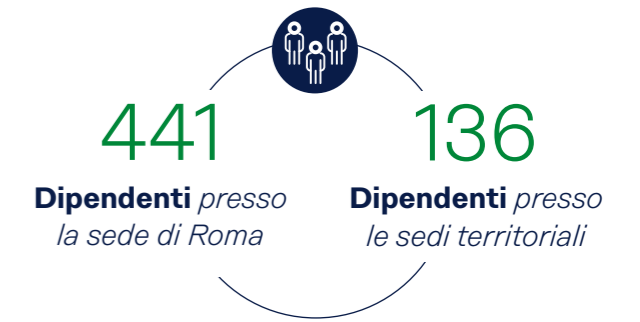 441
Dipendenti presso
la sede di Roma
136
Dipendenti presso
le sedi territoriali